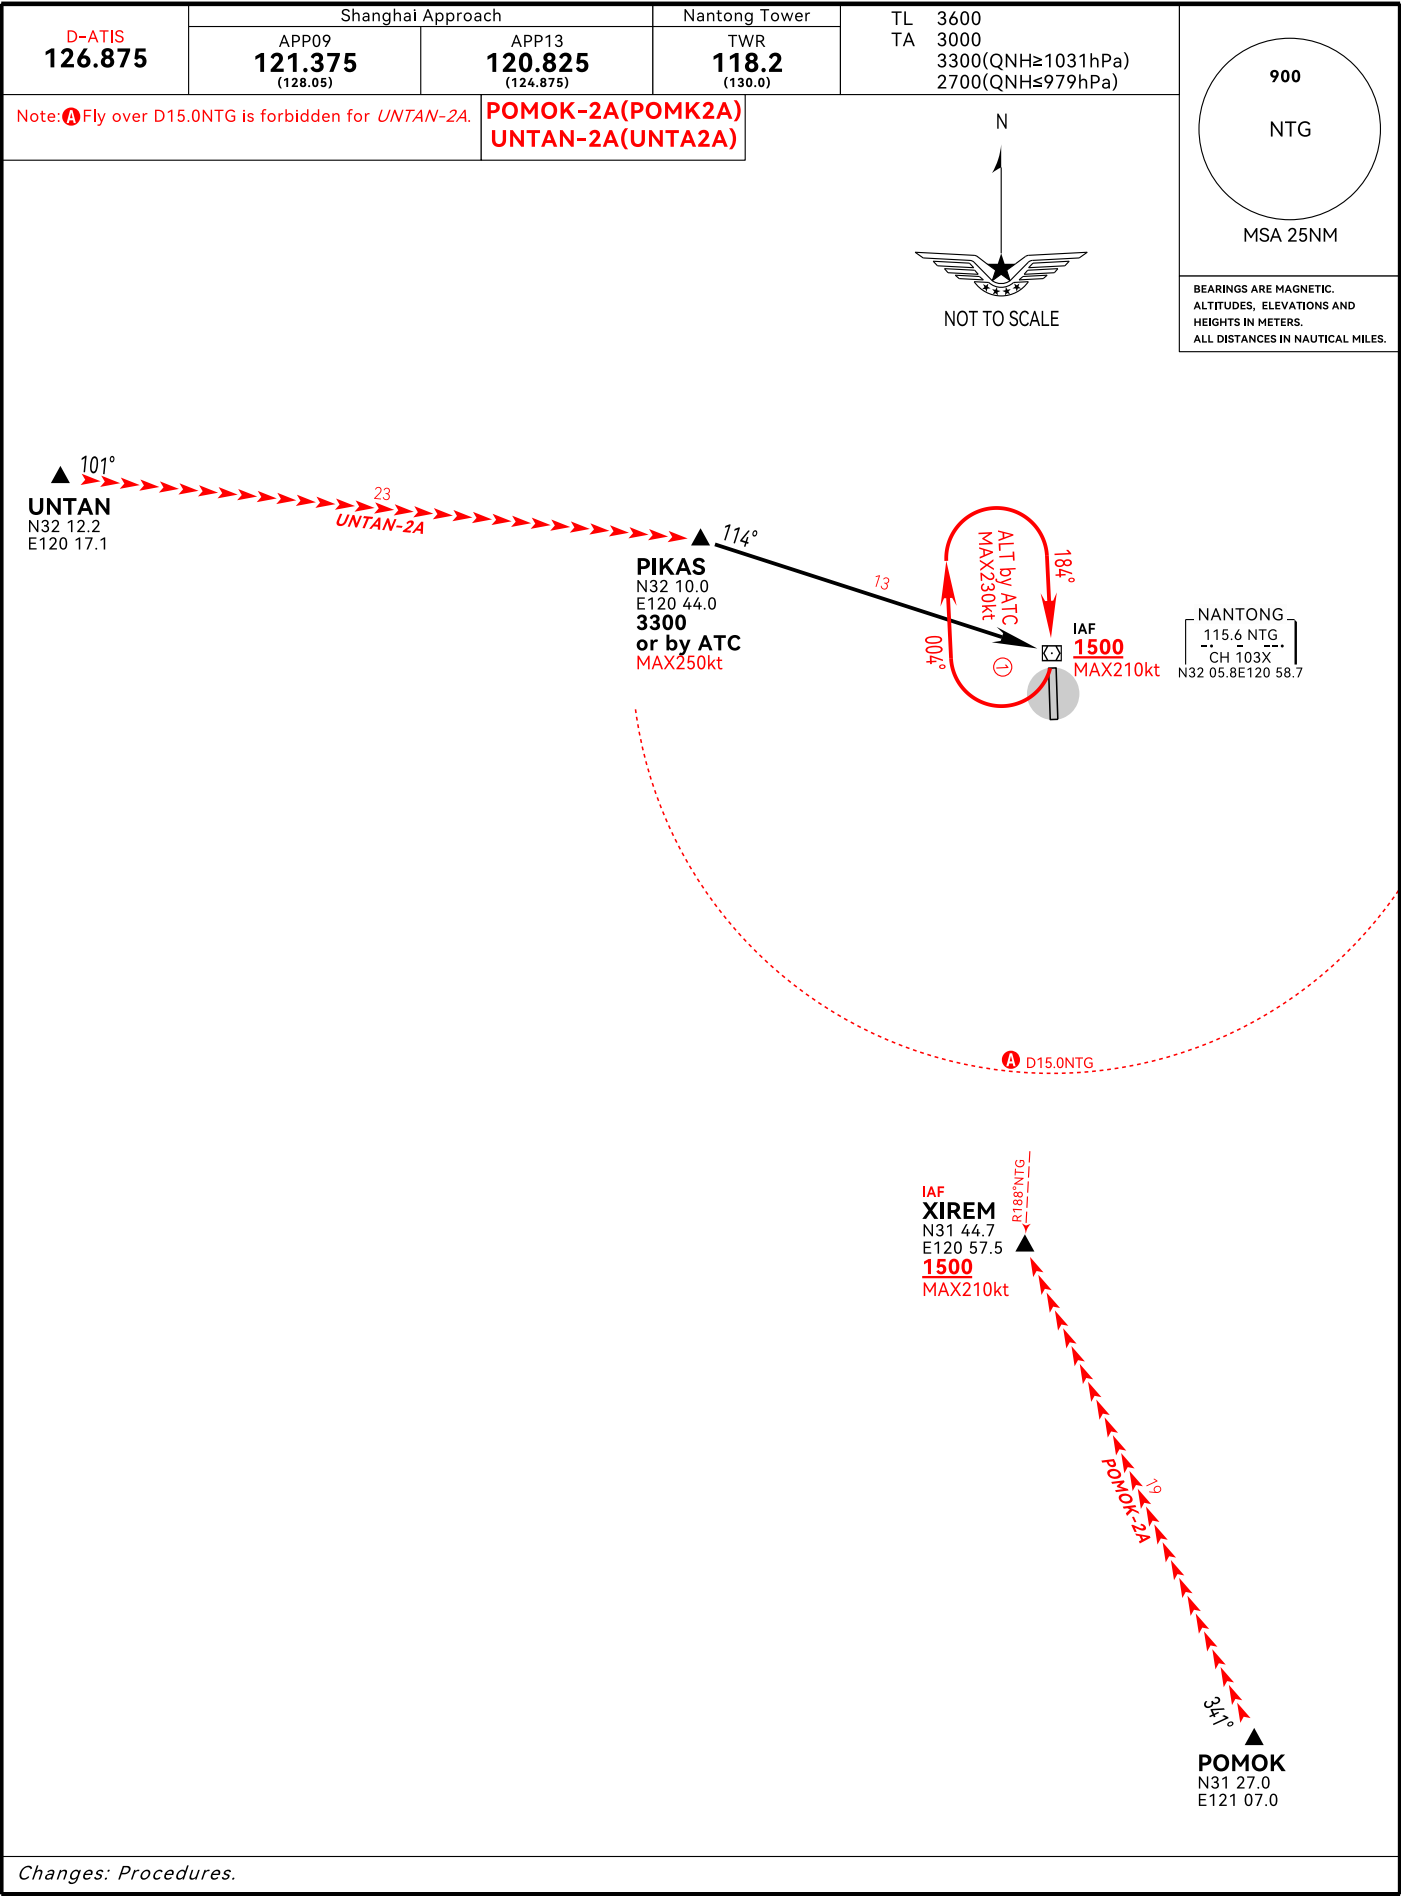 D-ATIS
126.875
Shanghai Approach
APP09
121.375
(128.05)
APP13
120.825
(124.875)
Nantong Tower
TWR
118.2
(130.0)
TL 3600
TA 3000
3300(QNH≥1031hPa)
2700(QNH≤979hPa)
900
NTG
MSA 25NM
BEARINGS ARE MAGNETIC.
ALTITUDES, ELEVATIONS AND
HEIGHTS IN METERS.
ALL DISTANCES IN NAUTICAL MILES.
Note:AFly over D15.0NTG is forbidden for UNTAN-2A.
POMOK-2A(POMK2A)
UNTAN-2A(UNTA2A)
N
NOT TO SCALE
101°
UNTAN
N32 12.2
E120 17.1
23
UNTAN-2A
114°
PIKAS
N32 10.0
E120 44.0
3300
or by ATC
MAX250kt
13
ALT by ATC
MAX230kt
184°
004°
①
IAF
1500
MAX210kt
NANTONG
115.6 NTG
CH 103X
N32 05.8E120 58.7
A D15.0NTG
R188°NTG
IAF
XIREM
N31 44.7
E120 57.5
1500
MAX210kt
19
POMOK-2A
341°
POMOK
N31 27.0
E121 07.0
Changes: Procedures.